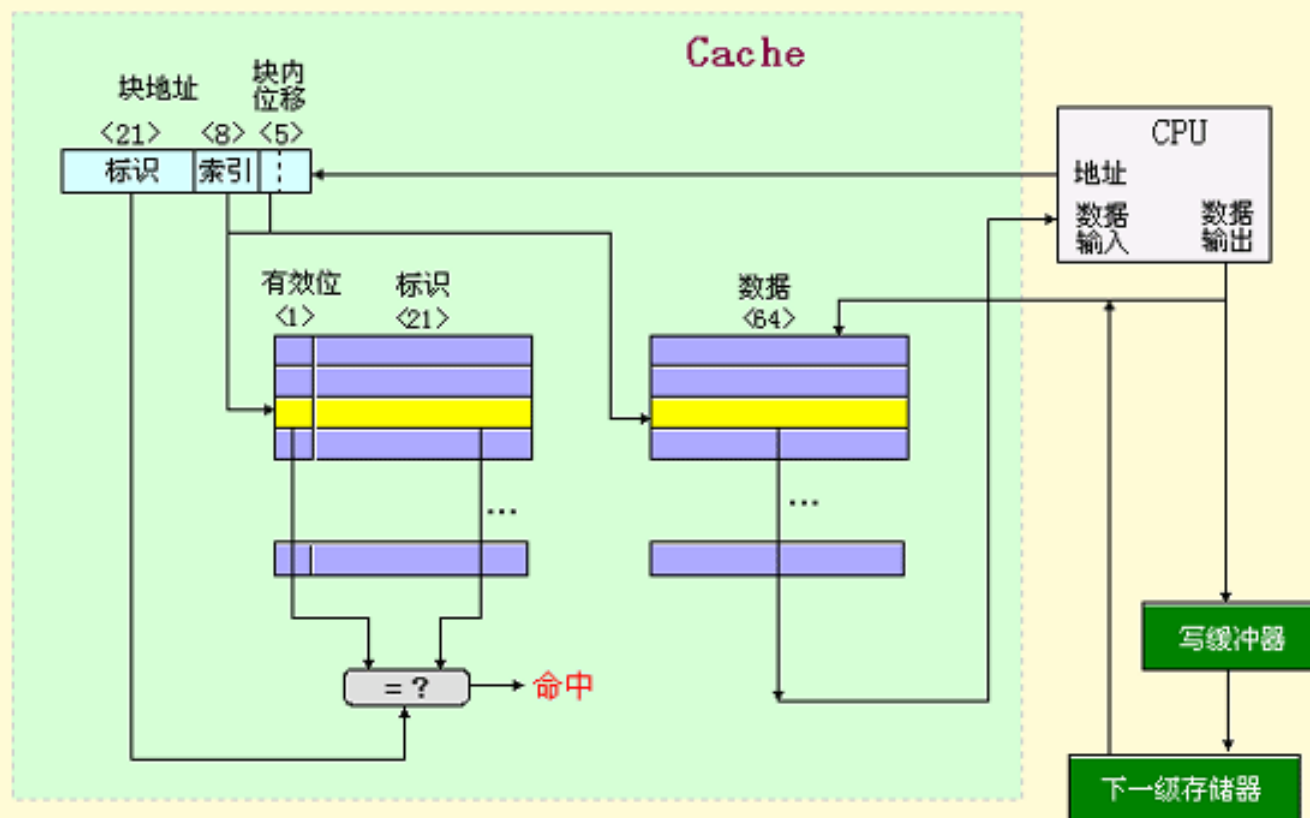 Cache
块地址
块内
位移
<21>
<8>
<5>
标识
索引
CPU
地址
数据
输入
数据
输出
有效位
<1>
标识
<21>
数据
<64>
...
...
= ?
命中
写缓冲器
下一级存储器